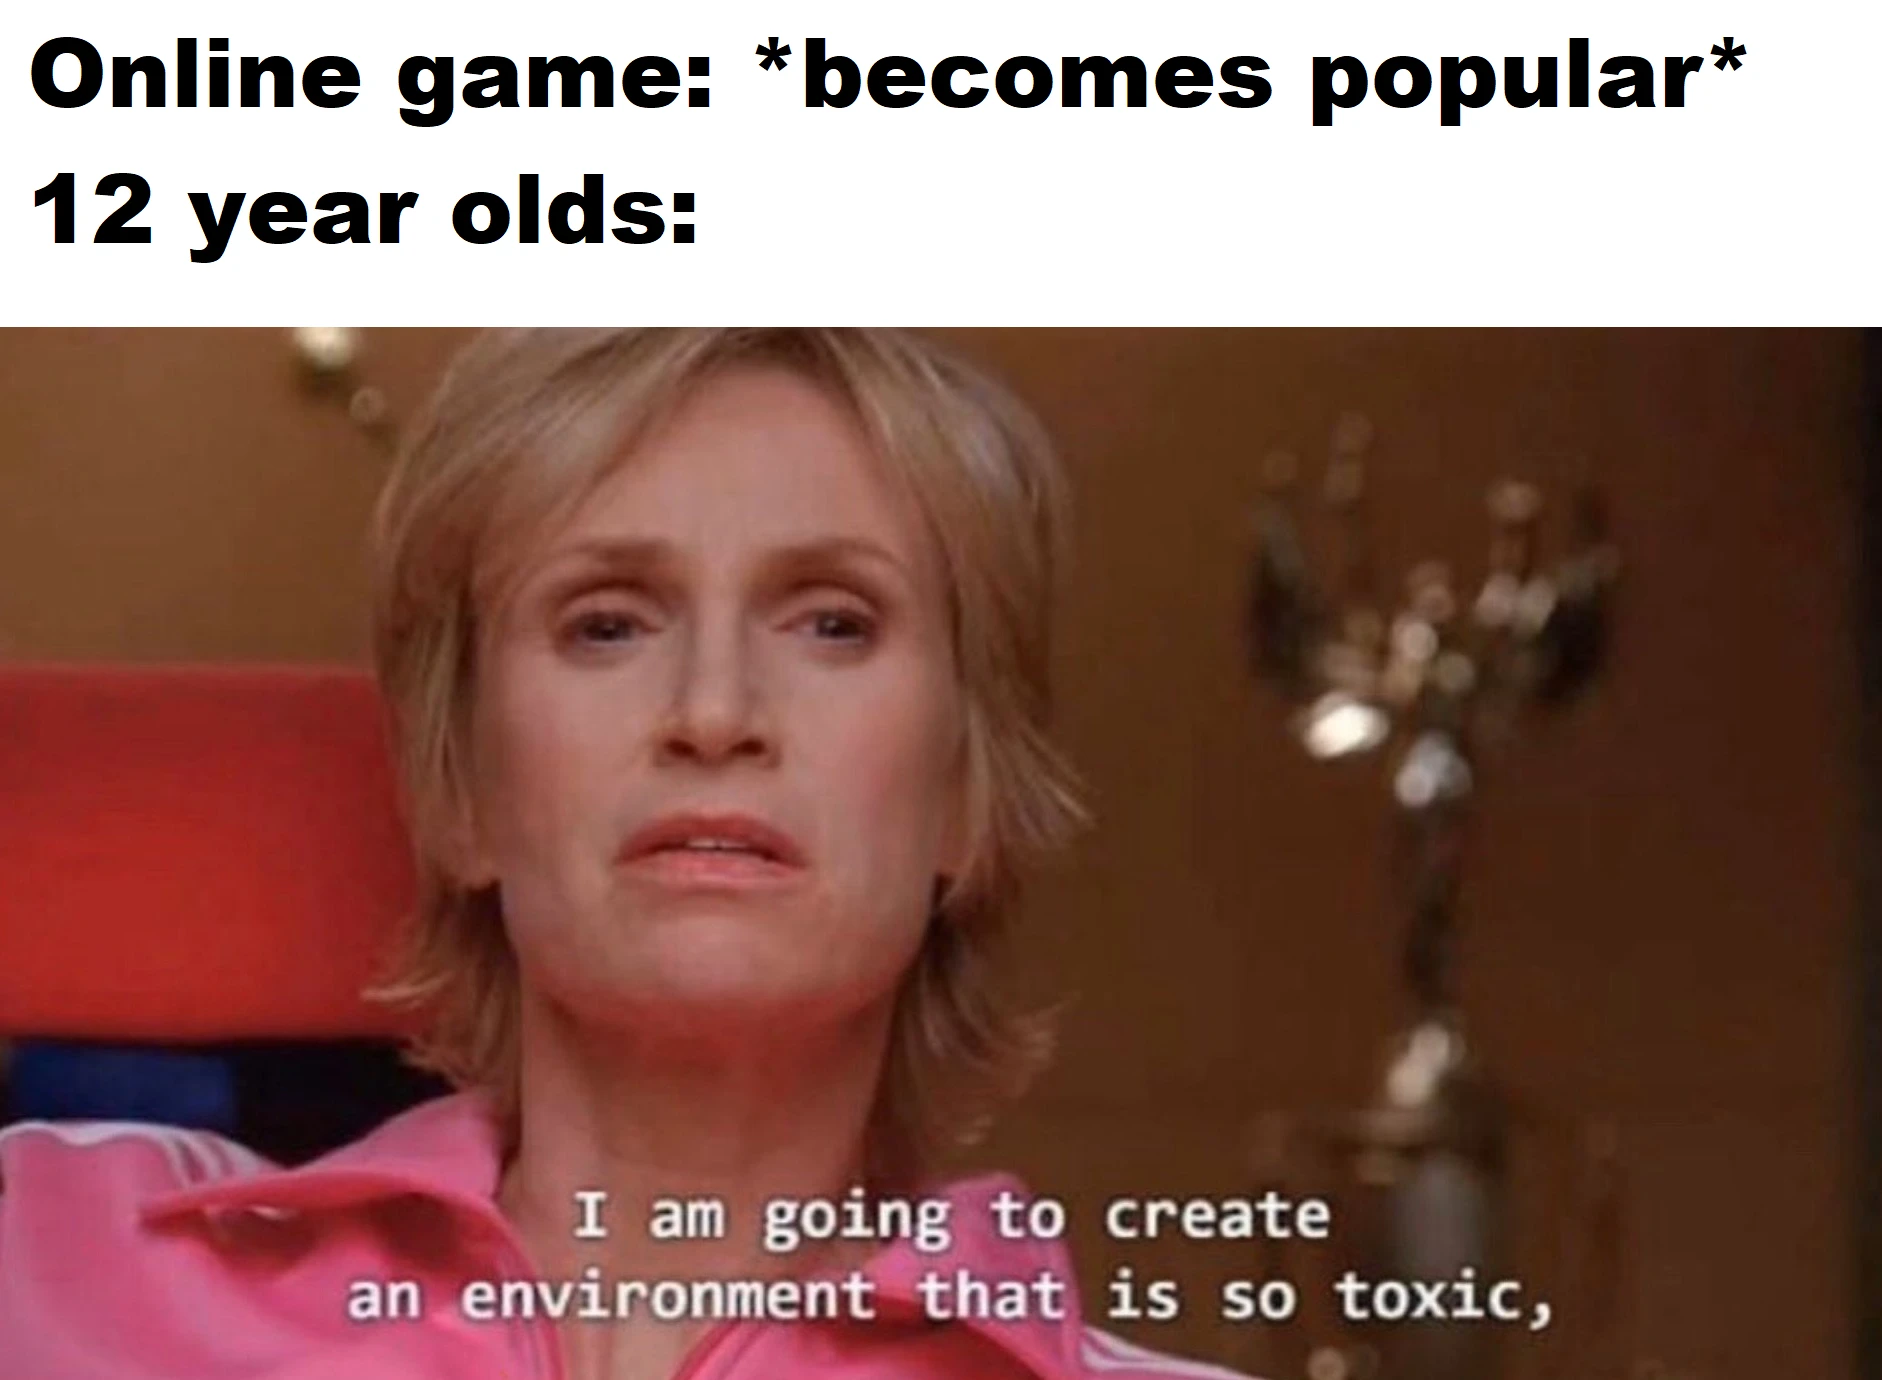 Online game: *becomes popular*
12 year olds:
I am going to create
an environment that is so toxic,